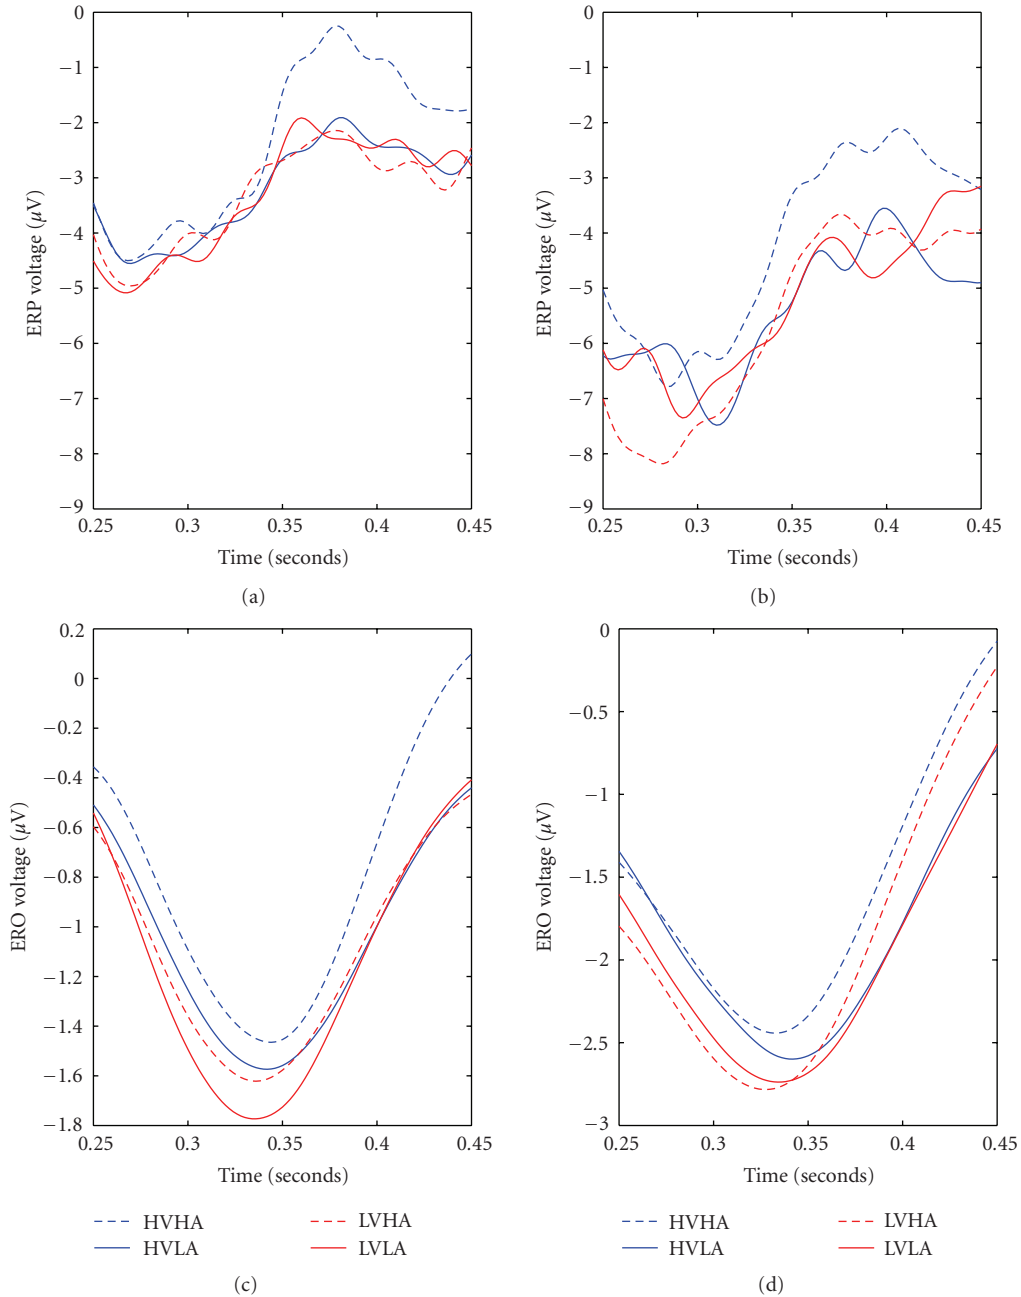 0
−1
−2
−3
−4
−5
−6
−7
−8
−9
ERP voltage (μV)
0.25
0.3
0.35
0.4
0.45
Time (seconds)
(a)
0
−1
−2
−3
−4
−5
−6
−7
−8
−9
ERP voltage (μV)
0.25
0.3
0.35
0.4
0.45
Time (seconds)
(b)
0.2
0
−0.2
−0.4
−0.6
−0.8
−1
−1.2
−1.4
−1.6
−1.8
ERO voltage (μV)
0.25
0.3
0.35
0.4
0.45
Time (seconds)
HVHA
HVLA
LVHA
LVLA
(c)
0
−0.5
−1
−1.5
−2
−2.5
−3
ERO voltage (μV)
0.25
0.3
0.35
0.4
0.45
Time (seconds)
HVHA
HVLA
LVHA
LVLA
(d)